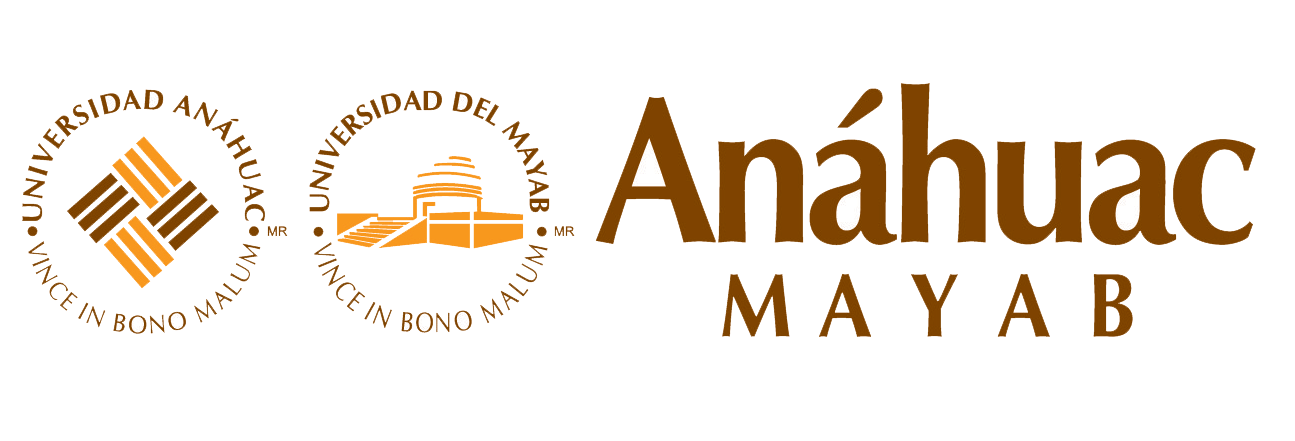 UNIVERSIDAD ANÁHUAC
VINCE IN BONO MALUM
MR
UNIVERSIDAD DEL MAYAB
VINCE IN BONO MALUM
MR
Anáhuac
MAYAB